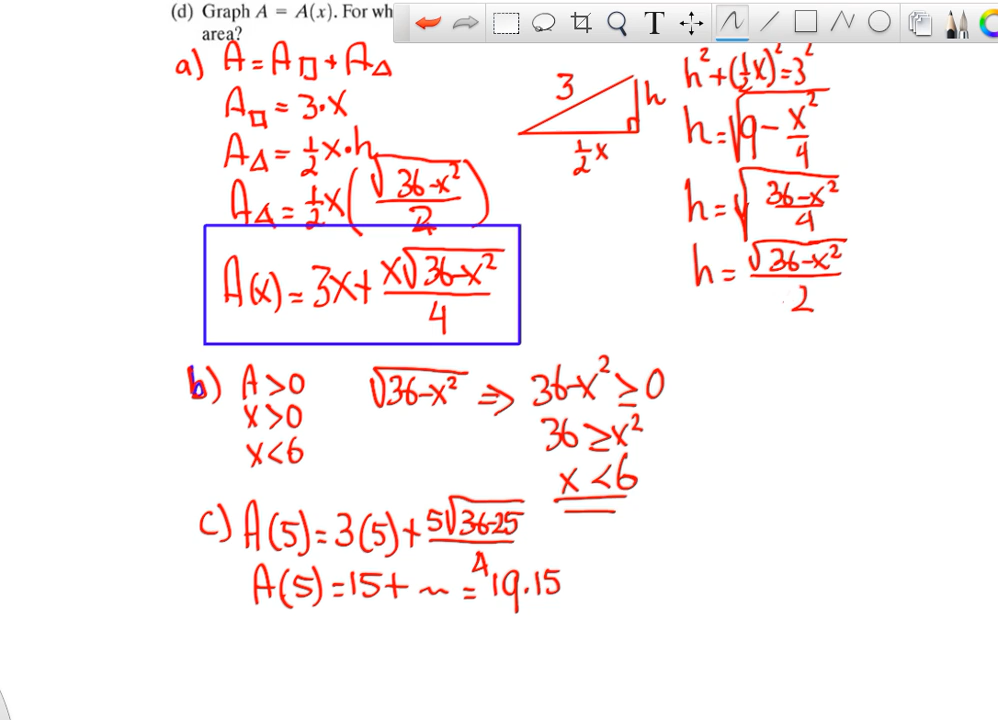 (d) Graph A = A(x). For wh
area?
a) A = A□ + A△
A□ = 3·x
A△ = ½x·h
A△ = ½x(√(36-x²)/2)
A(x) = 3x + x√(36-x²)/4
3
h
½x
h² + (½x)² = 3²
h = √(9 - x²/4)
h = √((36-x²)/4)
h = √(36-x²)/2
b) A>0
x>0
x<6
√(36-x²) ⇒ 36-x² ≥ 0
36 ≥ x²
x < 6
c) A(5) = 3(5) + 5√(36-25)/4
A(5) = 15 + ~ = 19.15
T